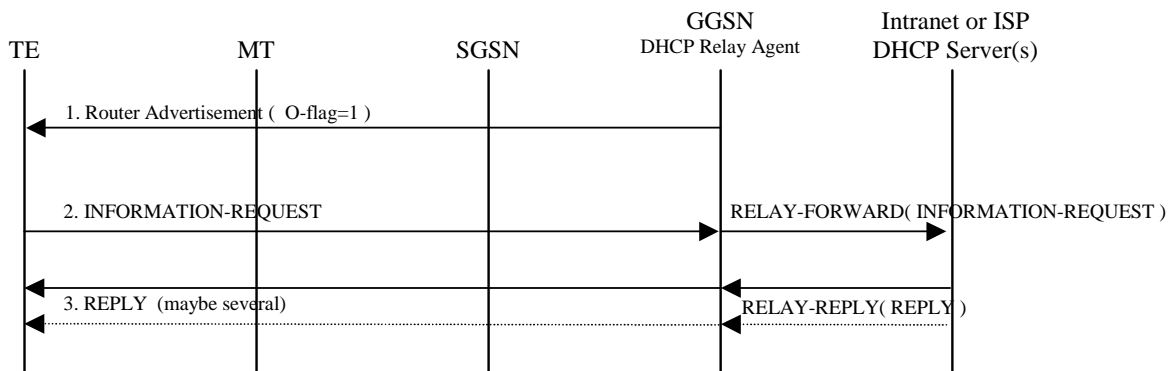 GGSN
Intranet or ISP
TE
MT
SGSN
DHCP Relay Agent
DHCP Server(s)
1. Router Advertisement ( O-flag=1 )
2. INFORMATION-REQUEST
RELAY-FORWARD( INFORMATION-REQUEST )
3. REPLY (maybe several)
RELAY-REPLY( REPLY )